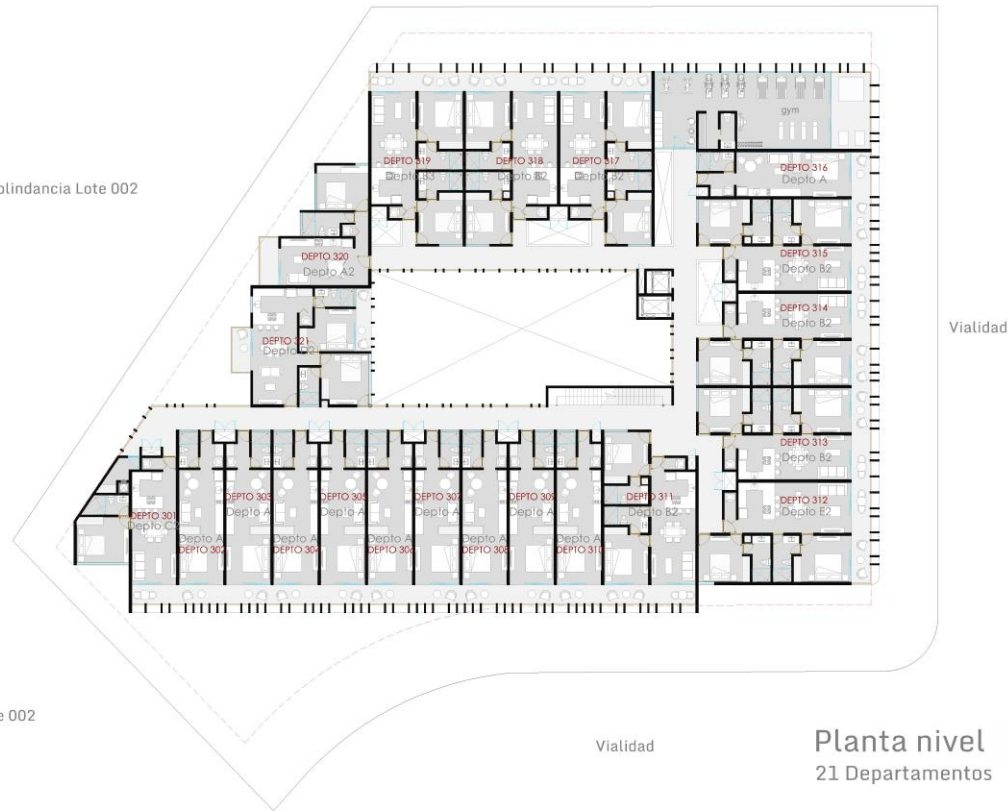 gym
DEPTO 319
Depto B3
DEPTO 318
Depto B2
DEPTO 317
Depto B2
DEPTO 316
Depto A
olindancia Lote 002
DEPTO 320
Depto A2
DEPTO 315
Depto B2
DEPTO 314
Depto B2
Vialidad
DEPTO 321
DEPTO 313
Depto B2
DEPTO 312
DEPTO 301
DEPTO 303
Depto A
DEPTO 305
Depto A
DEPTO 307
Depto A
DEPTO 309
Depto A
DEPTO 311
Depto B2
Depto A
DEPTO 302
Depto A
DEPTO 304
Depto A
DEPTO 306
Depto A
DEPTO 308
Depto A
DEPTO 310
e 002
Vialidad
Planta nivel
21 Departamentos